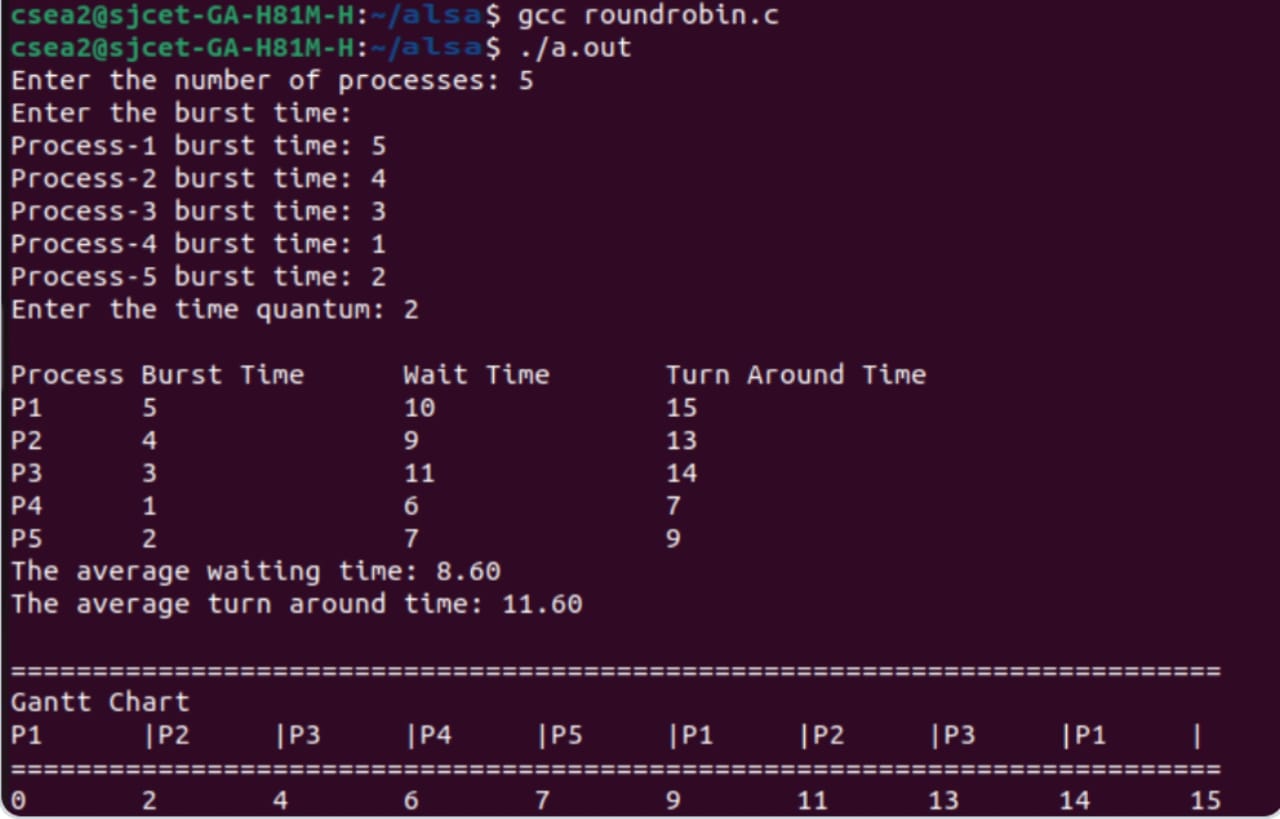 csea2@sjcet-GA-H81M-H:~/alsa$ gcc roundrobin.c
csea2@sjcet-GA-H81M-H:~/alsa$ ./a.out
Enter the number of processes: 5
Enter the burst time:
Process-1 burst time: 5
Process-2 burst time: 4
Process-3 burst time: 3
Process-4 burst time: 1
Process-5 burst time: 2
Enter the time quantum: 2
Process Burst Time Wait Time Turn Around Time
P1 5 10 15
P2 4 9 13
P3 3 11 14
P4 1 6 7
P5 2 7 9
The average waiting time: 8.60
The average turn around time: 11.60
==========================================================================
Gantt Chart
P1 |P2 |P3 |P4 |P5 |P1 |P2 |P3 |P1 |
==========================================================================
0 2 4 6 7 9 11 13 14 15